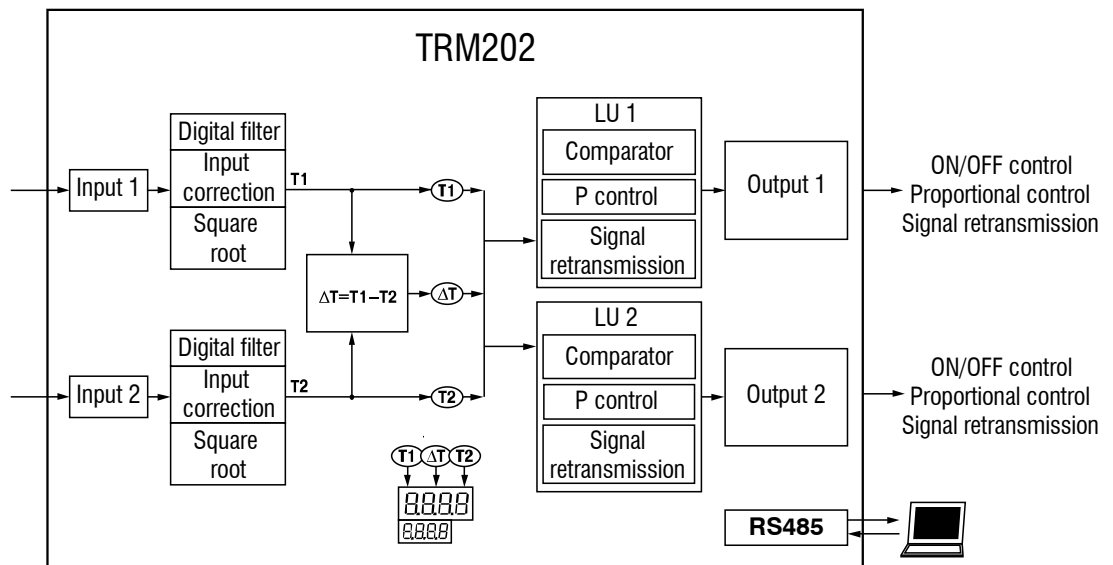 TRM202
Input 1
Digital filter
Input
correction
Square
root
T1
T1
ΔT=T1–T2
ΔT
LU 1
Comparator
P control
Signal
retransmission
Output 1
ON/OFF control
Proportional control
Signal retransmission
Input 2
Digital filter
Input
correction
Square
root
T2
T2
LU 2
Comparator
P control
Signal
retransmission
Output 2
ON/OFF control
Proportional control
Signal retransmission
T1 ΔT T2
8.8.8.8
8.8.8.8
RS485